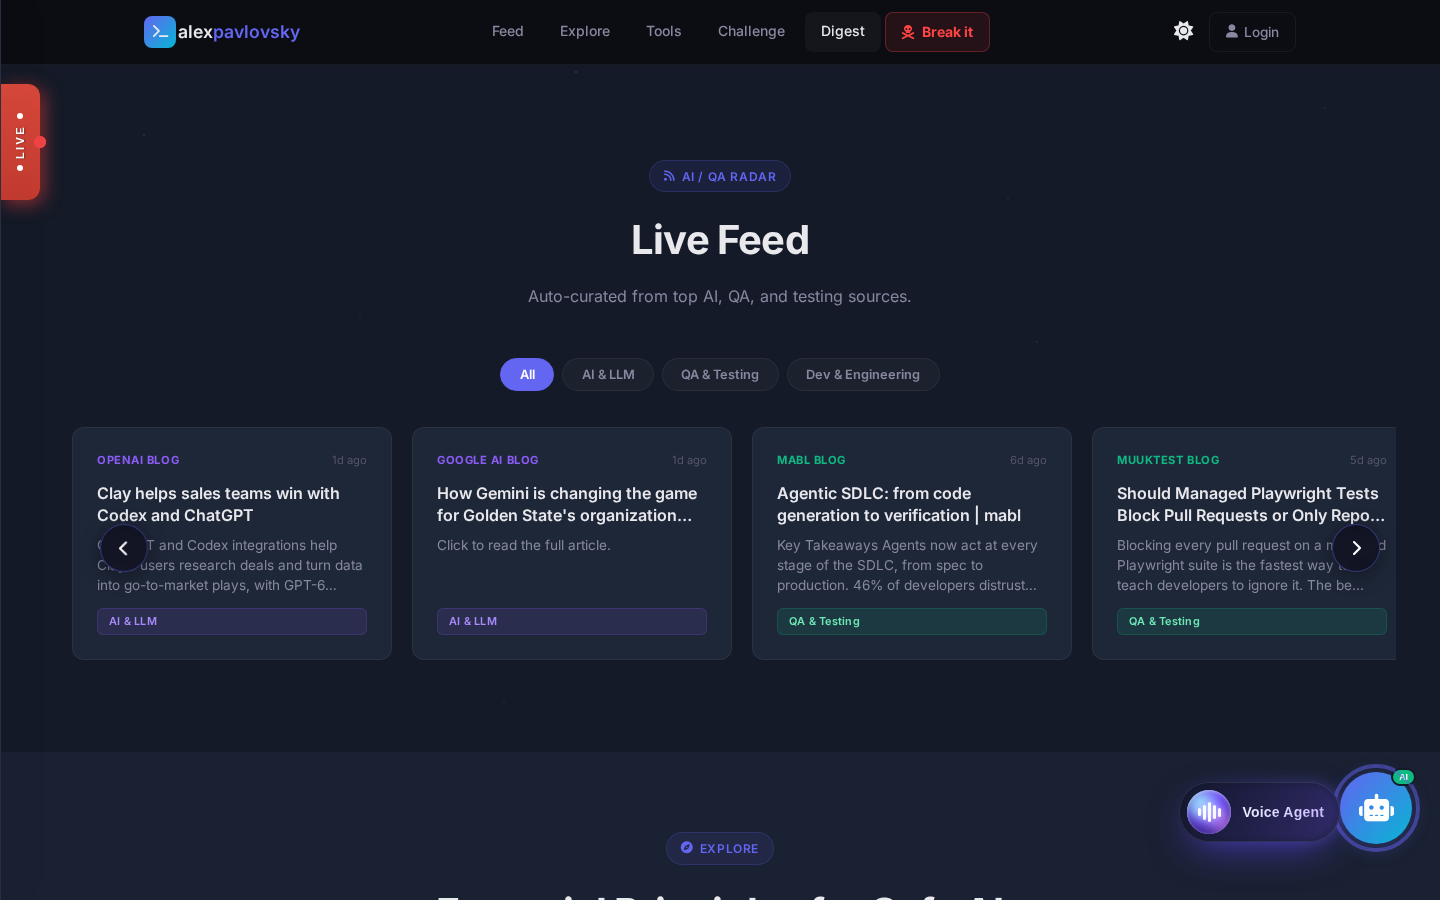 alexpavlovsky
Feed
Explore
Tools
Challenge
Digest
Break it
Login
LIVE
AI / QA RADAR
Live Feed
Auto-curated from top AI, QA, and testing sources.
All
AI & LLM
QA & Testing
Dev & Engineering
OPENAI BLOG
1d ago
Clay helps sales teams win with
Codex and ChatGPT
T and Codex integrations help
users research deals and turn data
into go-to-market plays, with GPT-6...
AI & LLM
GOOGLE AI BLOG
1d ago
How Gemini is changing the game
for Golden State's organization...
Click to read the full article.
AI & LLM
MABL BLOG
6d ago
Agentic SDLC: from code
generation to verification | mabl
Key Takeaways Agents now act at every
stage of the SDLC, from spec to
production. 46% of developers distrust...
QA & Testing
MUUKTEST BLOG
5d ago
Should Managed Playwright Tests
Block Pull Requests or Only Repo...
Blocking every pull request on a
Playwright suite is the fastest way
teach developers to ignore it. The be...
QA & Testing
EXPLORE
AI
Voice Agent